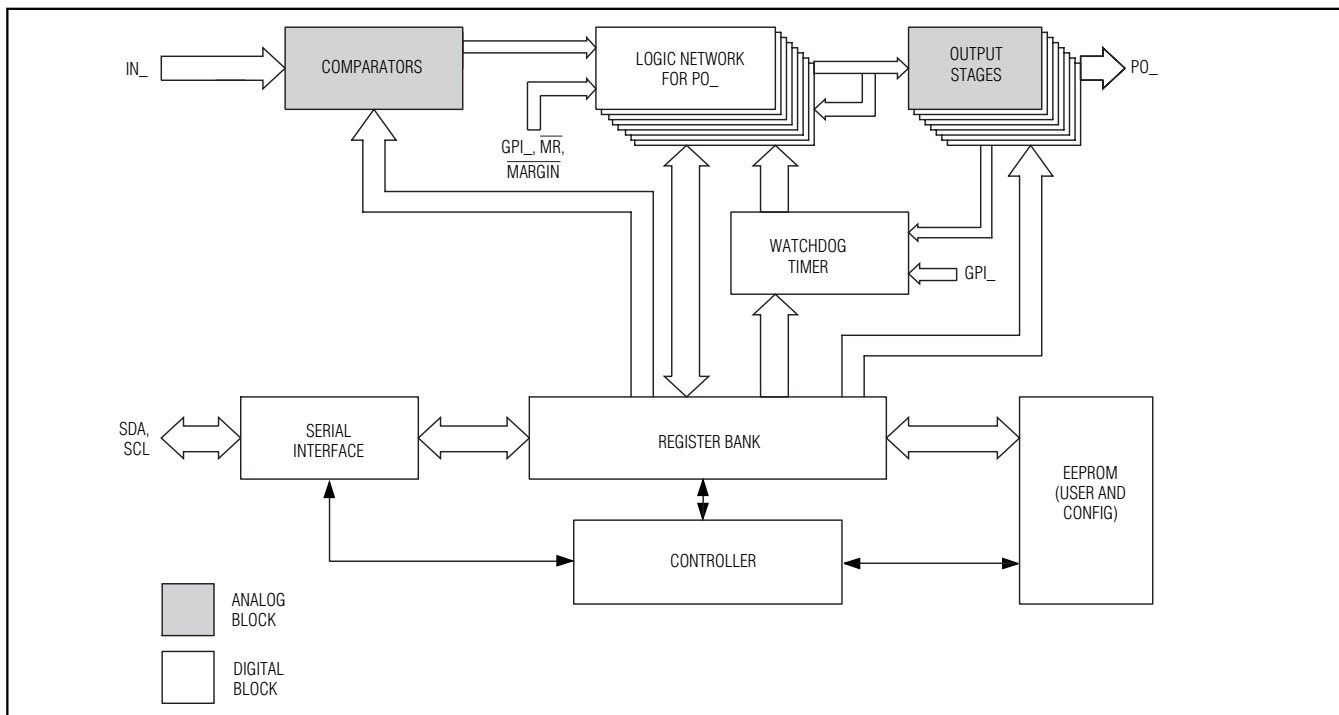 IN_
COMPARATORS
LOGIC NETWORK
FOR PO_
OUTPUT
STAGES
PO_
GPI_, MR,
MARGIN
WATCHDOG
TIMER
GPI_
SDA,
SCL
SERIAL
INTERFACE
REGISTER BANK
EEPROM
(USER AND
CONFIG)
CONTROLLER
ANALOG
BLOCK
DIGITAL
BLOCK